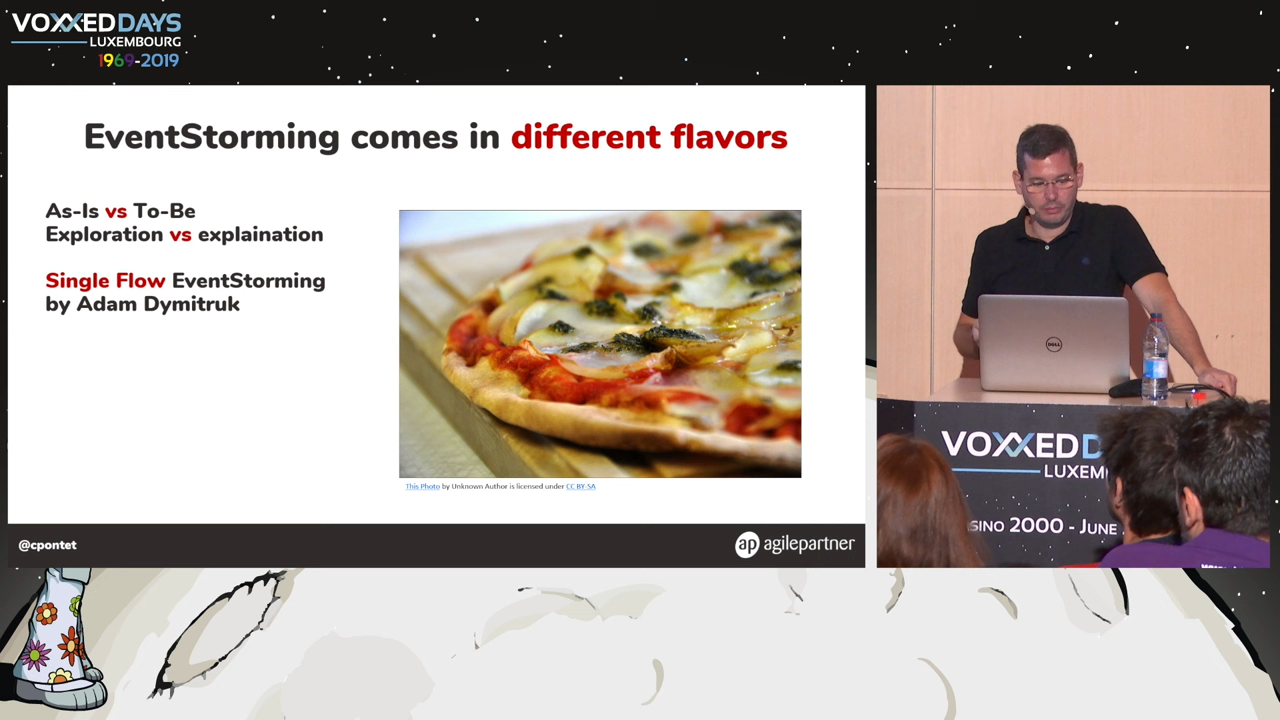 VOXXED DAYS
LUXEMBOURG
1969-2019
EventStorming comes in different flavors
As-Is vs To-Be
Exploration vs explaination
Single Flow EventStorming
by Adam Dymitruk
This Photo by Unknown Author is licensed under CC BY-SA
@cpontet
ap agilepartner
DELL
VOXXED D
LUXEM
SINO 2000 - JUNE